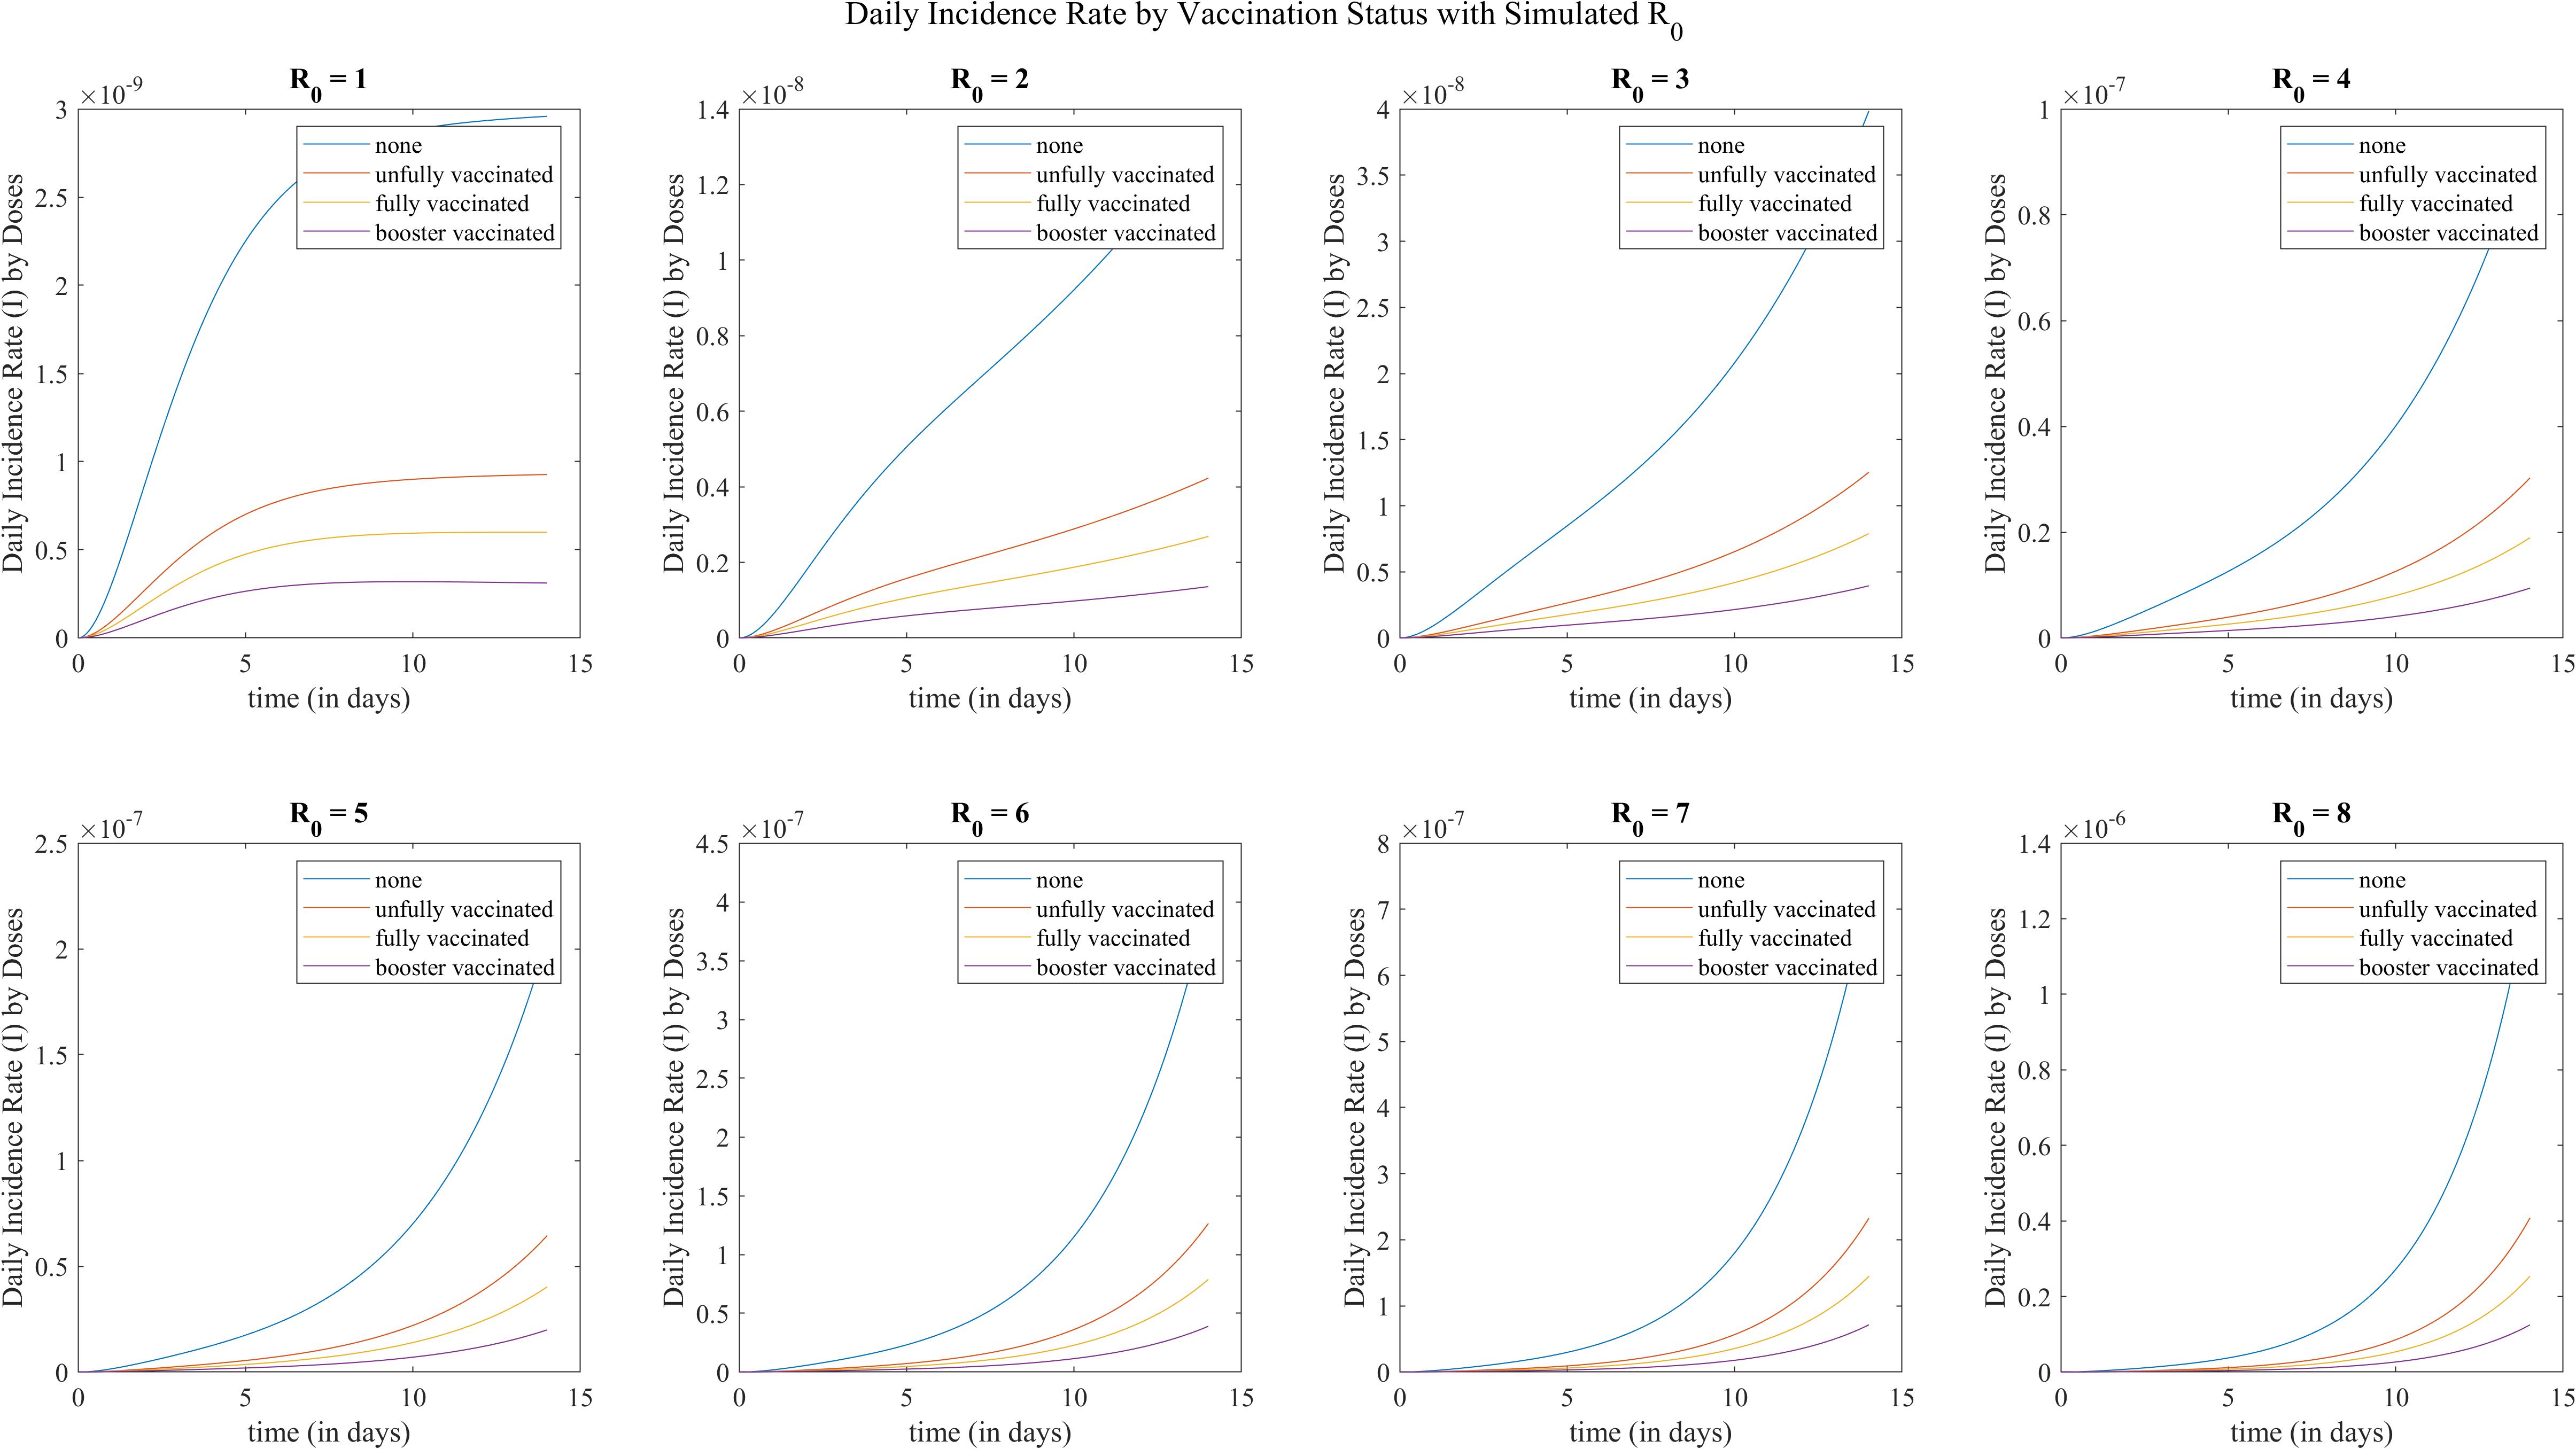 Daily Incidence Rate by Vaccination Status with Simulated R0
R0 = 1
×10-9
Daily Incidence Rate (I) by Doses
3
2.5
2
1.5
1
0.5
0
none
unfully vaccinated
fully vaccinated
booster vaccinated
0 5 10 15
time (in days)
R0 = 2
×10-8
Daily Incidence Rate (I) by Doses
1.4
1.2
1
0.8
0.6
0.4
0.2
0
none
unfully vaccinated
fully vaccinated
booster vaccinated
0 5 10 15
time (in days)
R0 = 3
×10-8
Daily Incidence Rate (I) by Doses
4
3.5
3
2.5
2
1.5
1
0.5
0
none
unfully vaccinated
fully vaccinated
booster vaccinated
0 5 10 15
time (in days)
R0 = 4
×10-7
Daily Incidence Rate (I) by Doses
1
0.8
0.6
0.4
0.2
0
none
unfully vaccinated
fully vaccinated
booster vaccinated
0 5 10 15
time (in days)
R0 = 5
×10-7
Daily Incidence Rate (I) by Doses
2.5
2
1.5
1
0.5
0
none
unfully vaccinated
fully vaccinated
booster vaccinated
0 5 10 15
time (in days)
R0 = 6
×10-7
Daily Incidence Rate (I) by Doses
4.5
4
3.5
3
2.5
2
1.5
1
0.5
0
none
unfully vaccinated
fully vaccinated
booster vaccinated
0 5 10 15
time (in days)
R0 = 7
×10-7
Daily Incidence Rate (I) by Doses
8
7
6
5
4
3
2
1
0
none
unfully vaccinated
fully vaccinated
booster vaccinated
0 5 10 15
time (in days)
R0 = 8
×10-6
Daily Incidence Rate (I) by Doses
1.4
1.2
1
0.8
0.6
0.4
0.2
0
none
unfully vaccinated
fully vaccinated
booster vaccinated
0 5 10 15
time (in days)